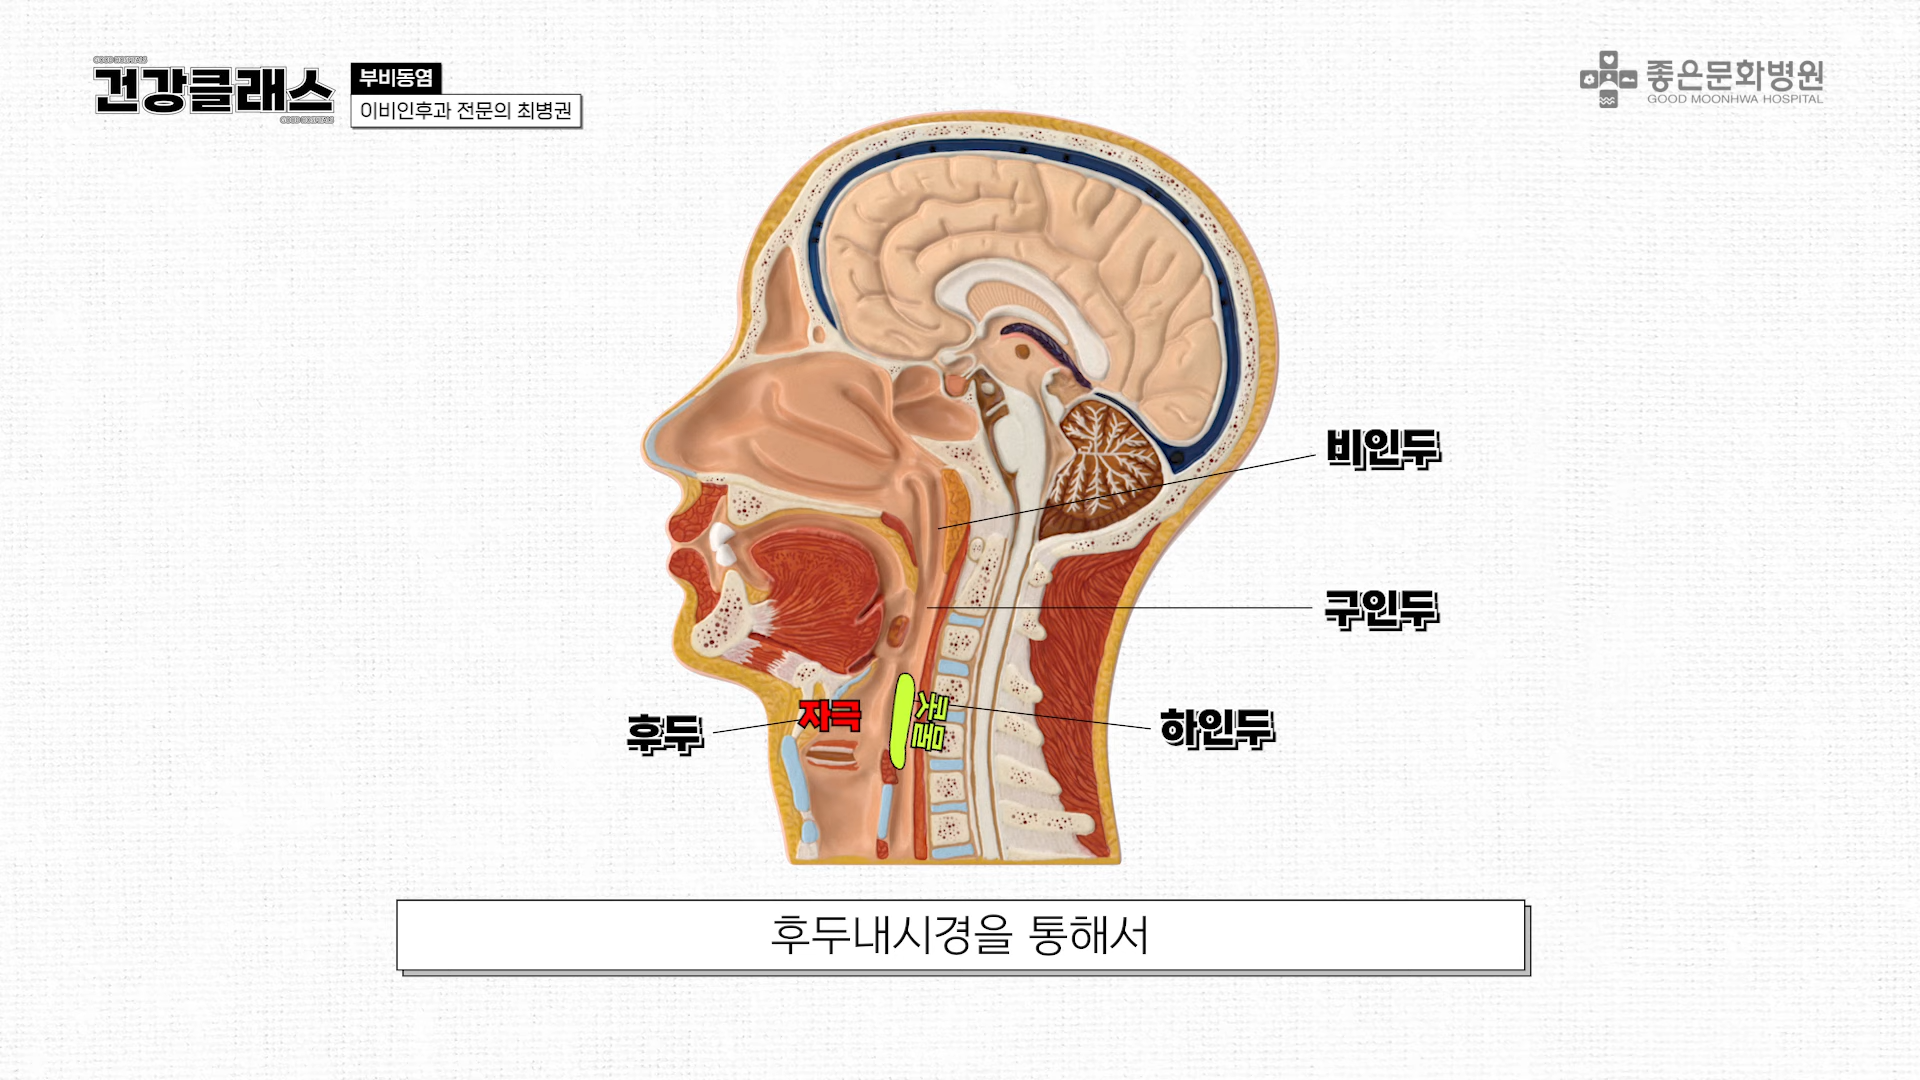 건강클래스
부비동염
이비인후과 전문의 최병권
좋은문화병원
GOOD MOONHWA HOSPITAL
비인두
구인두
후두
자극
콧물
하인두
후두내시경을 통해서